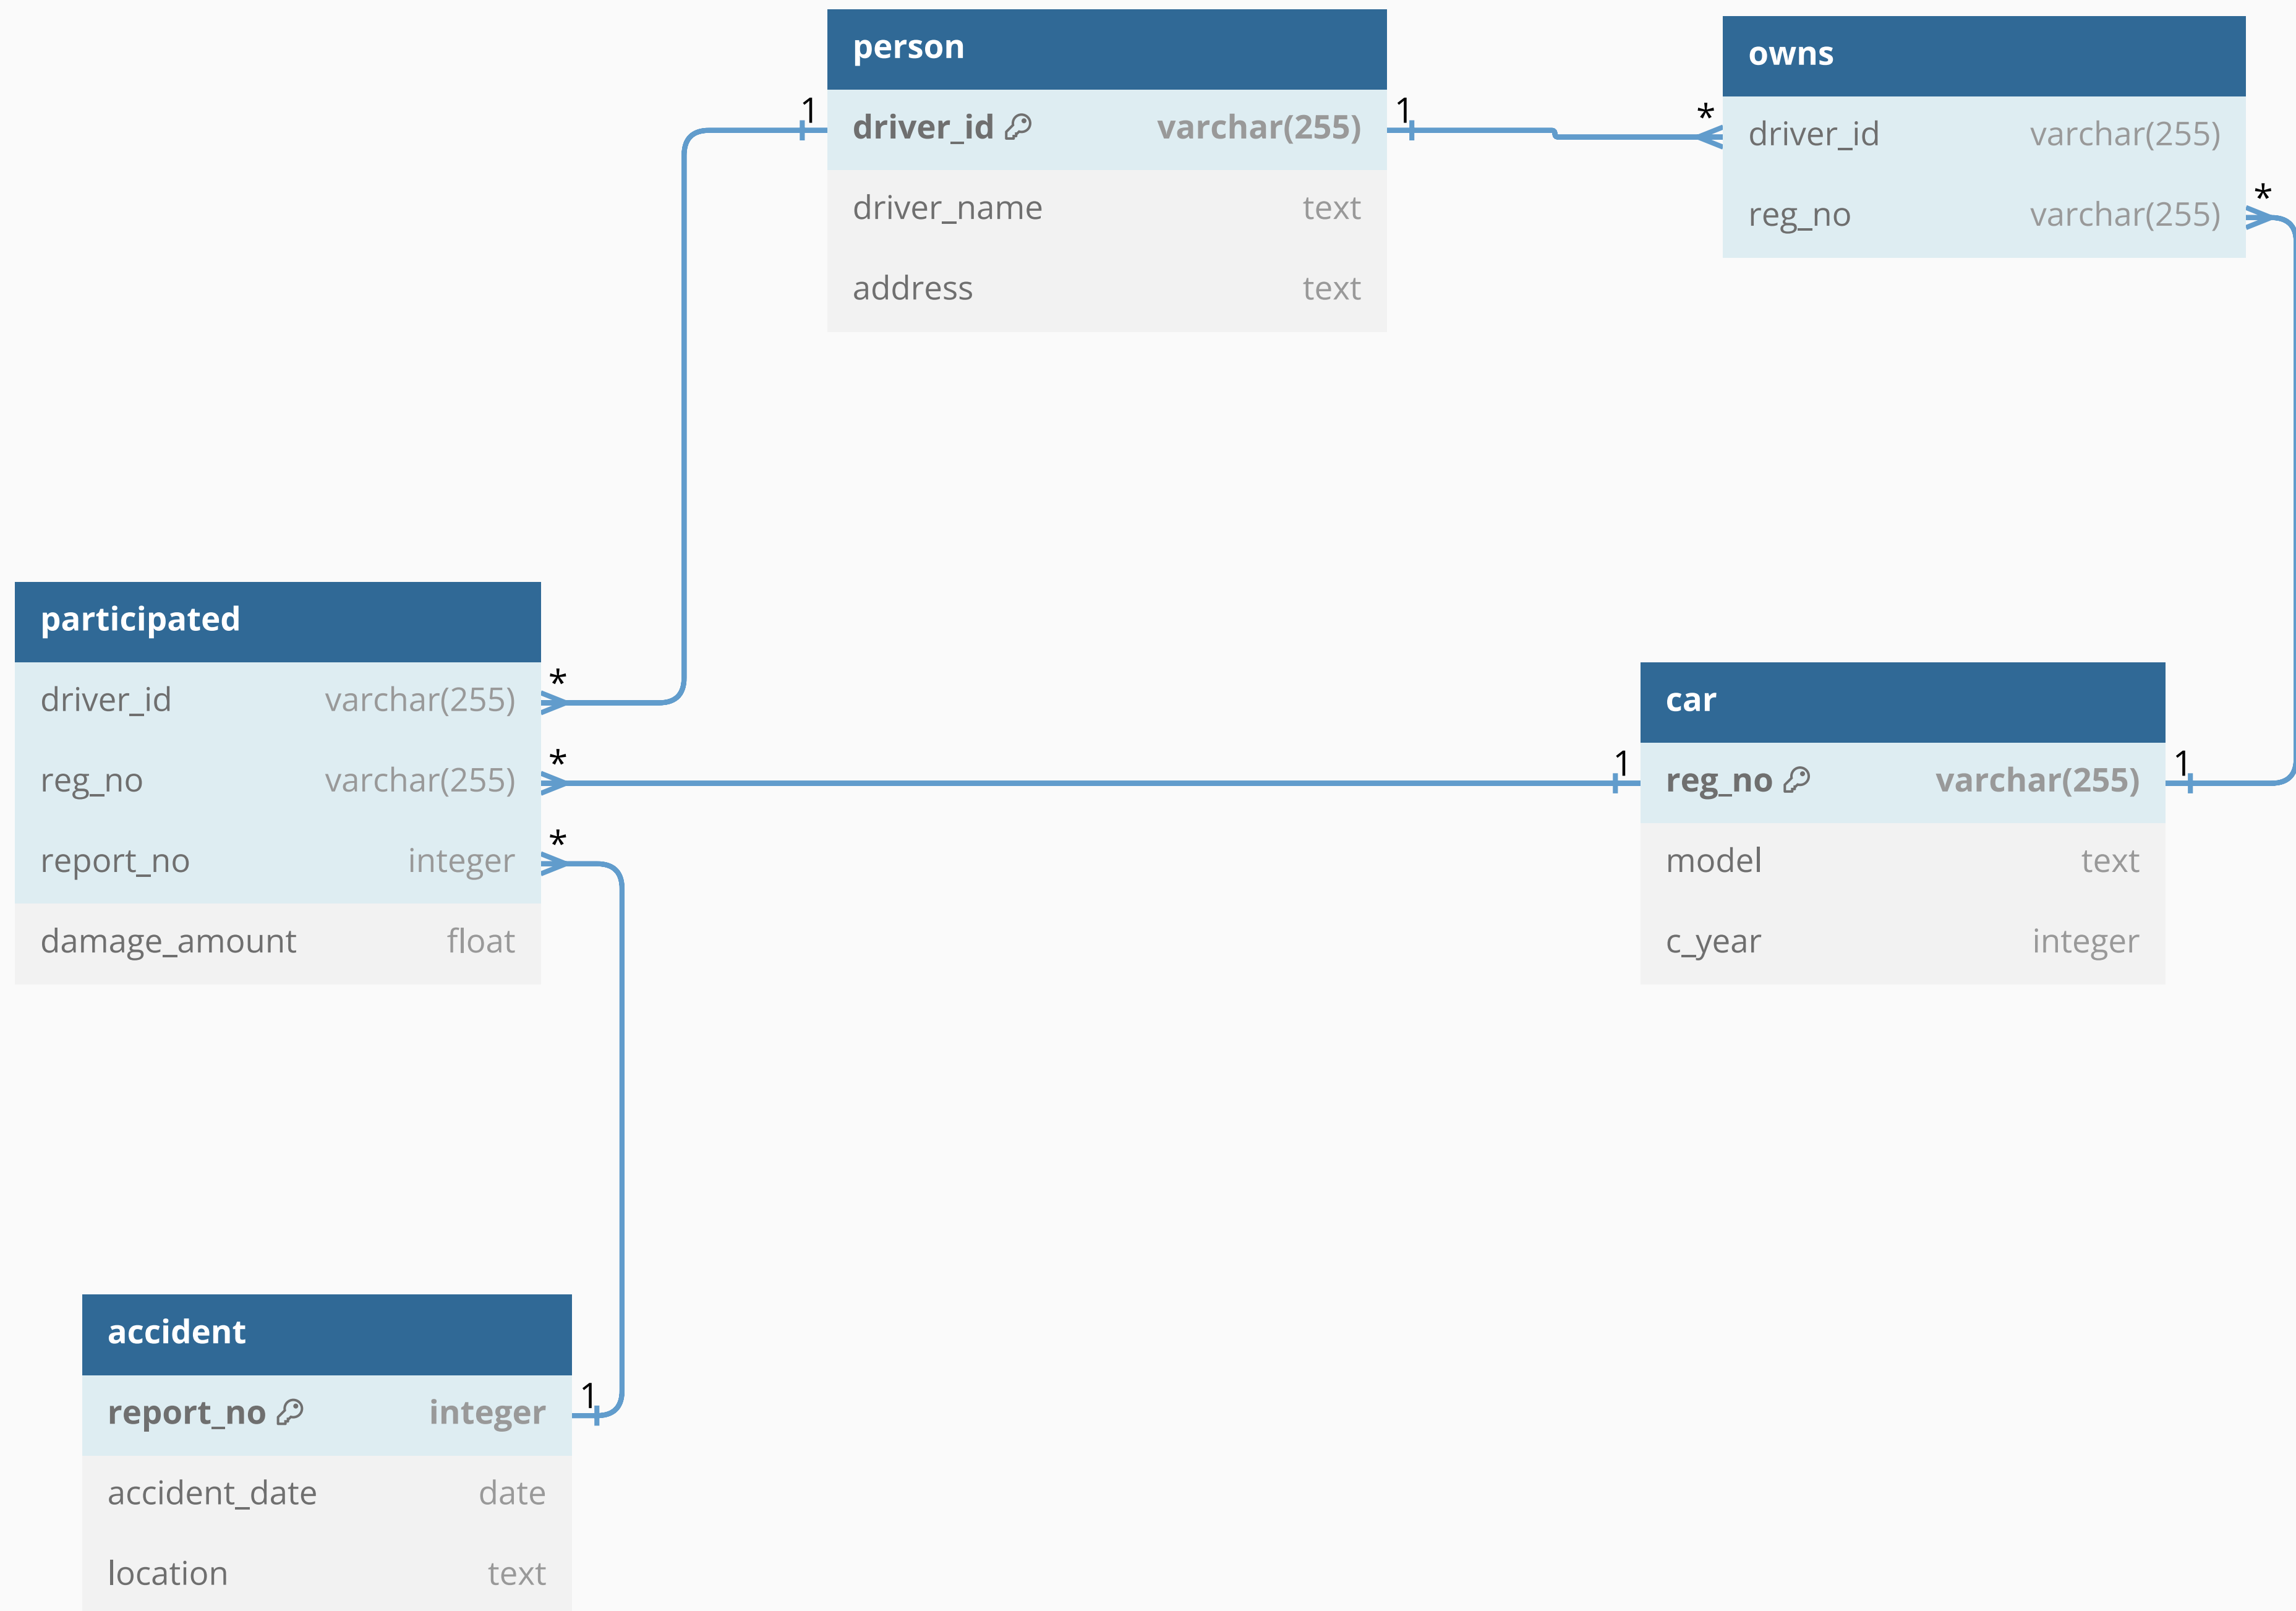 person
1 driver_id varchar(255) 1
driver_name text
address text
owns
* driver_id varchar(255)
reg_no varchar(255) *
participated
driver_id varchar(255) *
reg_no varchar(255) *
report_no integer *
damage_amount float
car
1 reg_no varchar(255) 1
model text
c_year integer
accident
report_no integer 1
accident_date date
location text